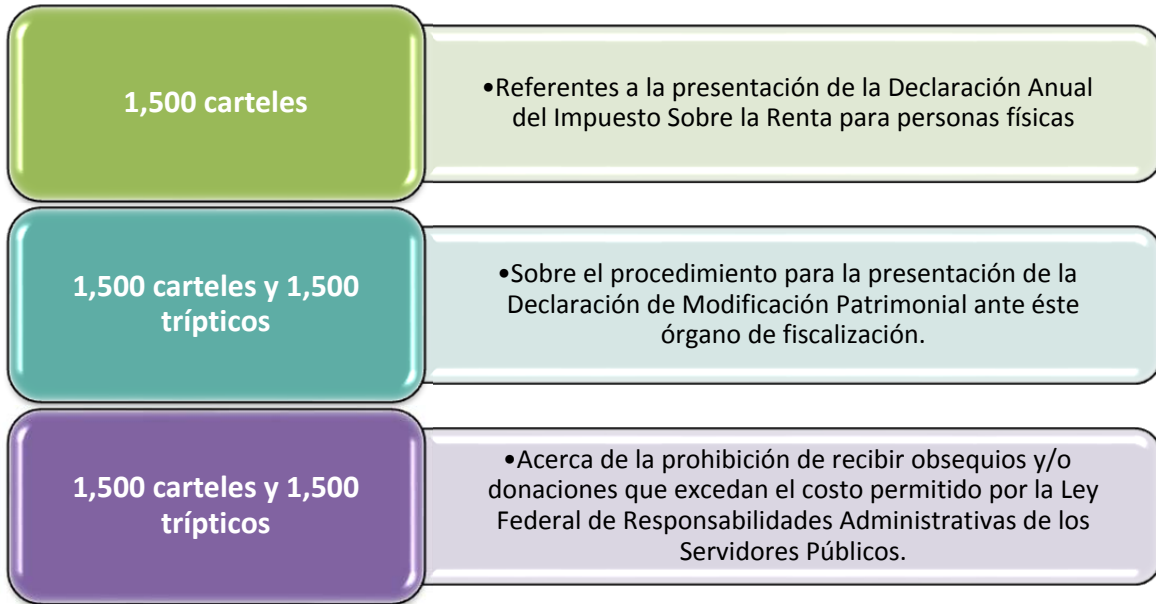 1,500 carteles
•Referentes a la presentación de la Declaración Anual
del Impuesto Sobre la Renta para personas físicas
1,500 carteles y 1,500
trípticos
•Sobre el procedimiento para la presentación de la
Declaración de Modificación Patrimonial ante éste
órgano de fiscalización.
1,500 carteles y 1,500
trípticos
•Acerca de la prohibición de recibir obsequios y/o
donaciones que excedan el costo permitido por la Ley
Federal de Responsabilidades Administrativas de los
Servidores Públicos.